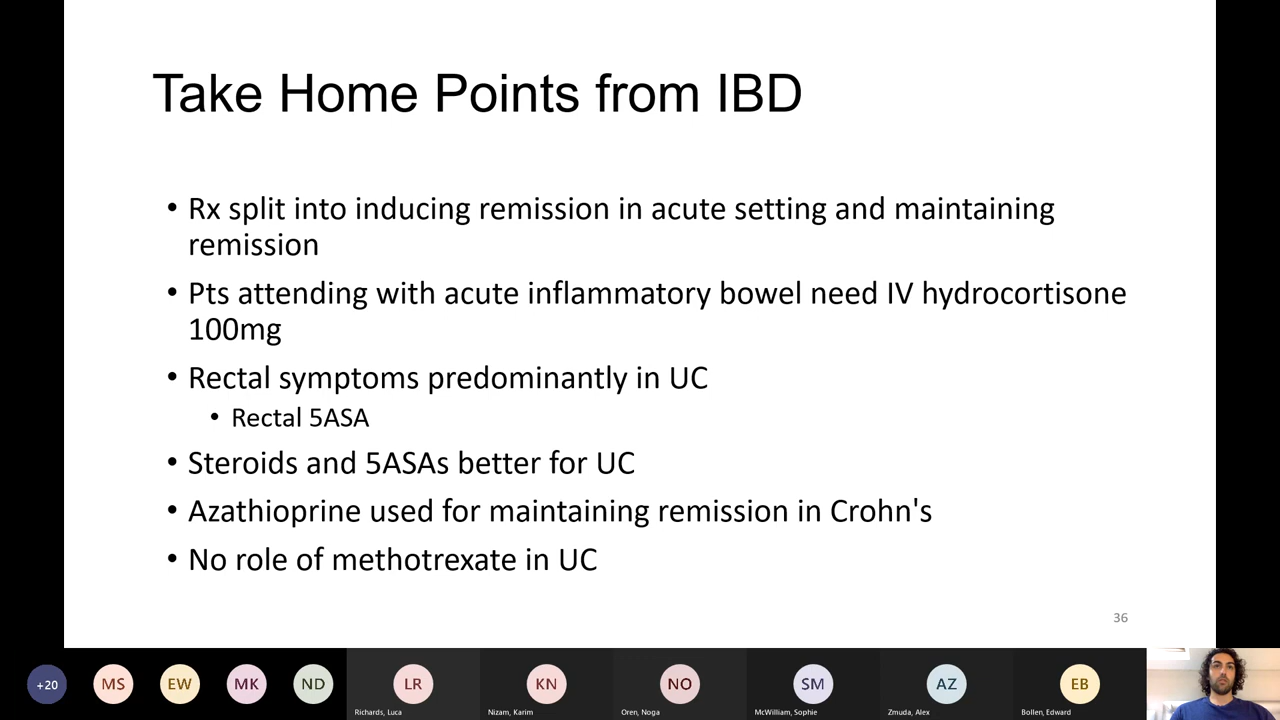 Take Home Points from IBD
• Rx split into inducing remission in acute setting and maintaining
remission
• Pts attending with acute inflammatory bowel need IV hydrocortisone
100mg
• Rectal symptoms predominantly in UC
• Rectal 5ASA
• Steroids and 5ASAs better for UC
• Azathioprine used for maintaining remission in Crohn's
• No role of methotrexate in UC
36
+20 MS EW MK ND LR KN NO SM AZ EB
Richards, Luca Nizam, Karim Oren, Noga McWilliam, Sophie Zmuda, Alex Bollen, Edward